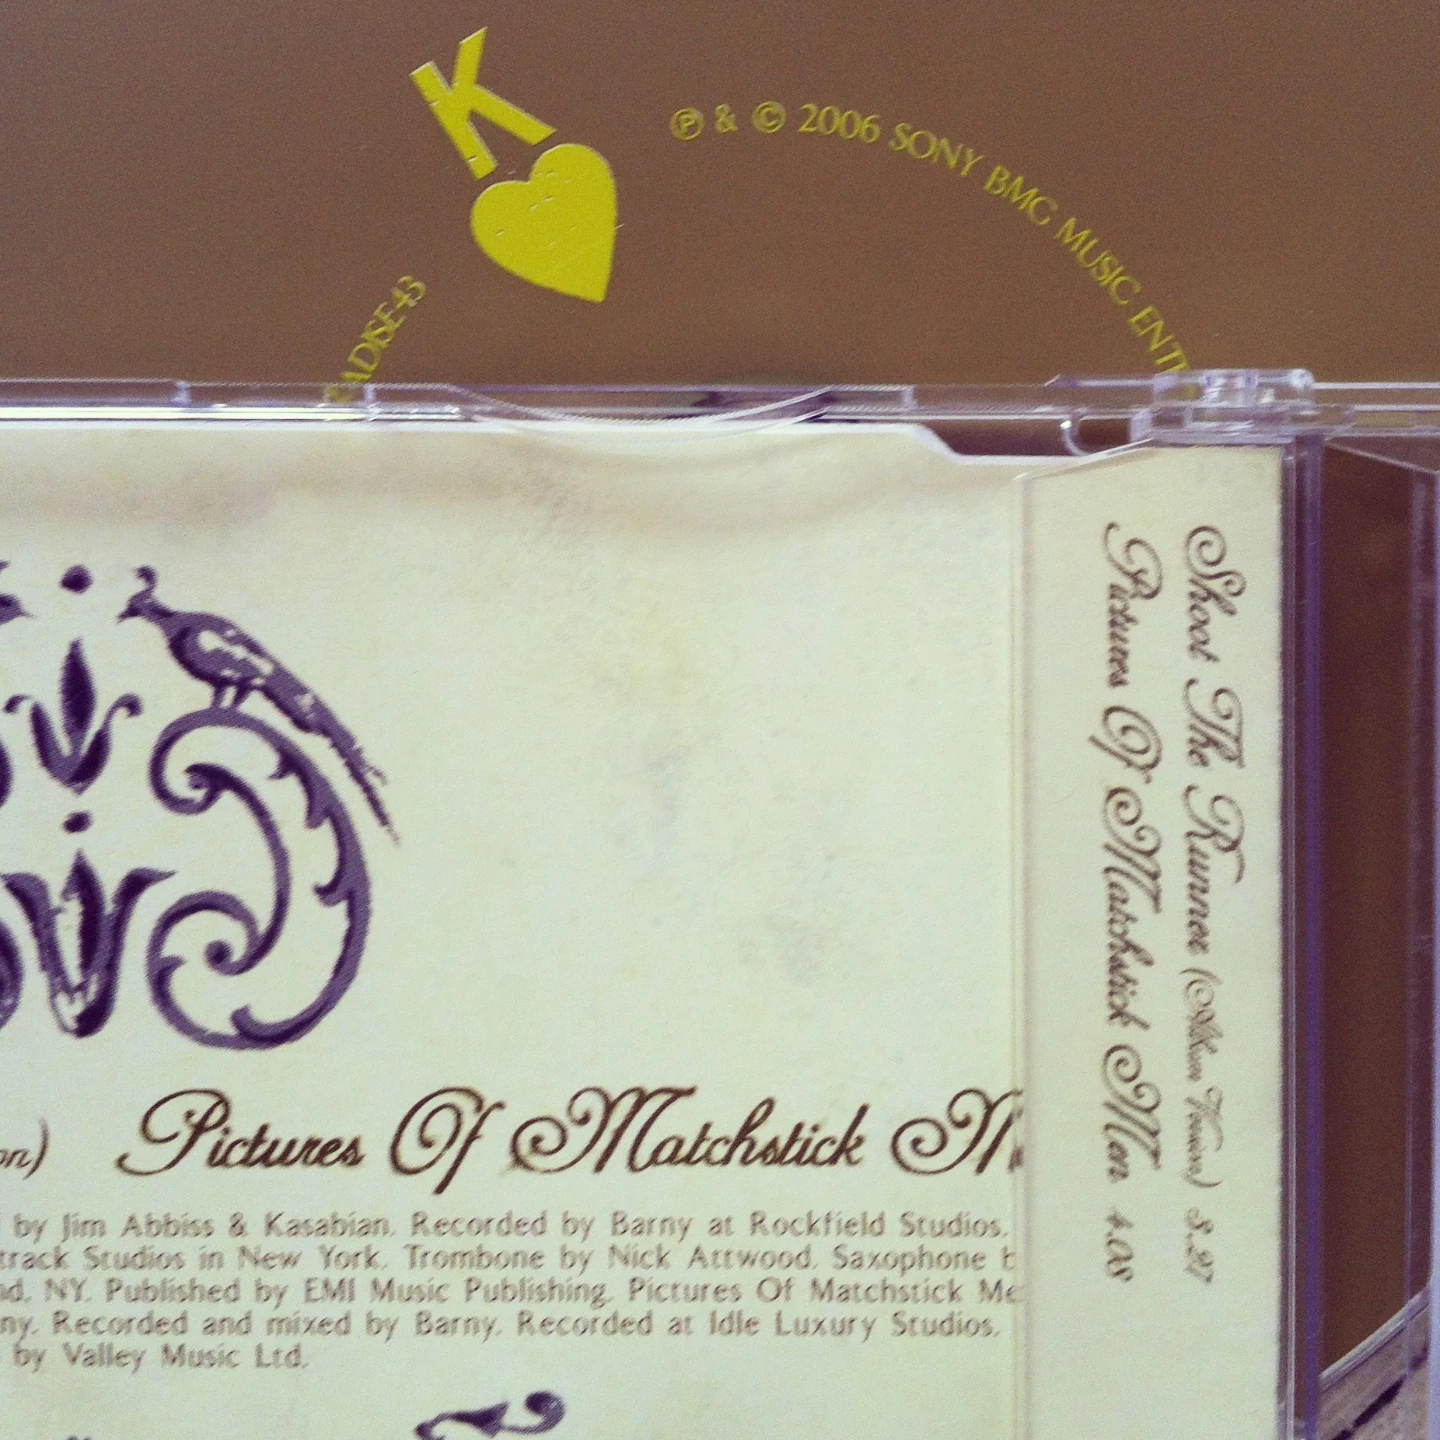 K
℗ & © 2006 SONY BMG MUSIC ENT
ADISE43
Shoot The Runner (Album Version) 3.27
Pictures Of Matchstick Men 4.08
on) Pictures Of Matchstick M
by Jim Abbiss & Kasabian. Recorded by Barny at Rockfield Studios.
track Studios in New York. Trombone by Nick Attwood. Saxophone b
nd, NY. Published by EMI Music Publishing. Pictures Of Matchstick Me
ny. Recorded and mixed by Barny. Recorded at Idle Luxury Studios.
by Valley Music Ltd.